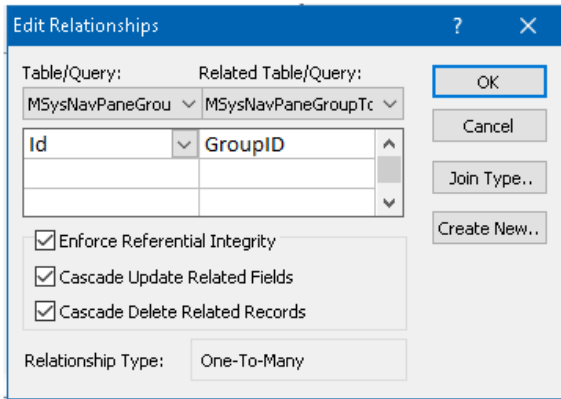 Edit Relationships ? ×
Table/Query: Related Table/Query:
MSysNavPaneGrou MSysNavPaneGroupTc
Id GroupID
Enforce Referential Integrity
Cascade Update Related Fields
Cascade Delete Related Records
Relationship Type: One-To-Many
OK
Cancel
Join Type..
Create New..